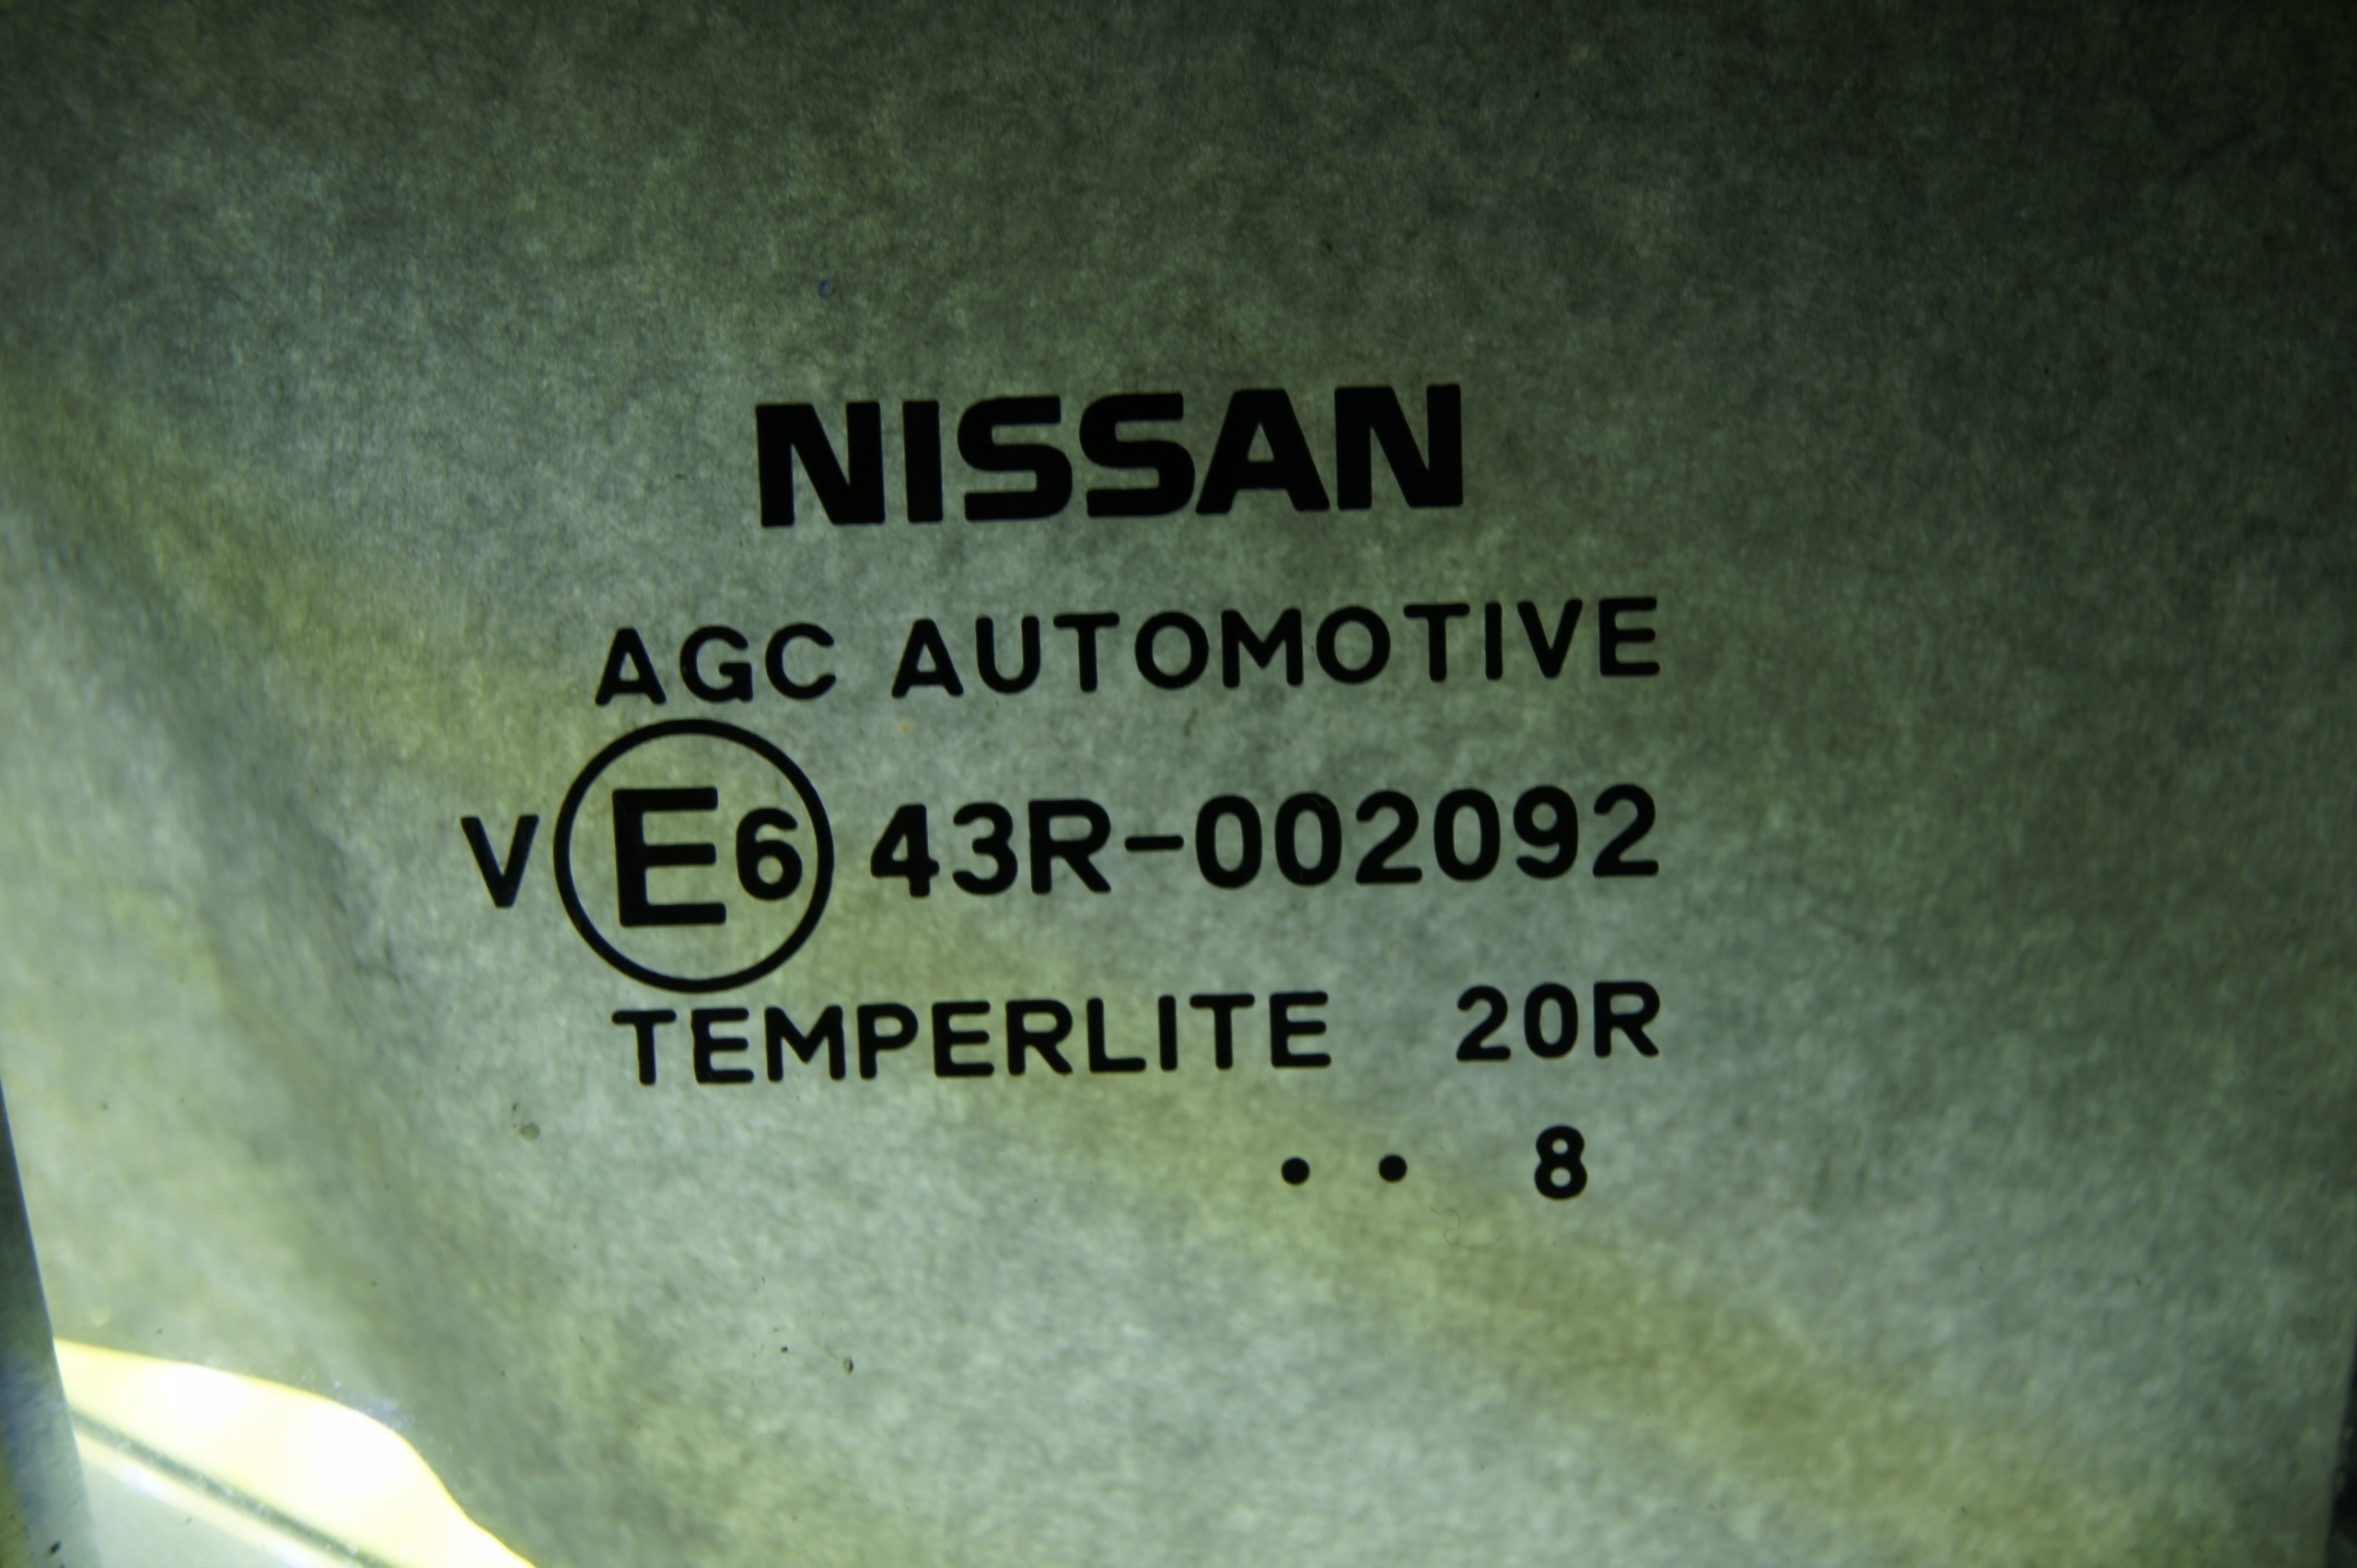 NISSAN
AGC AUTOMOTIVE
V E6 43R-002092
TEMPERLITE 20R
• • 8